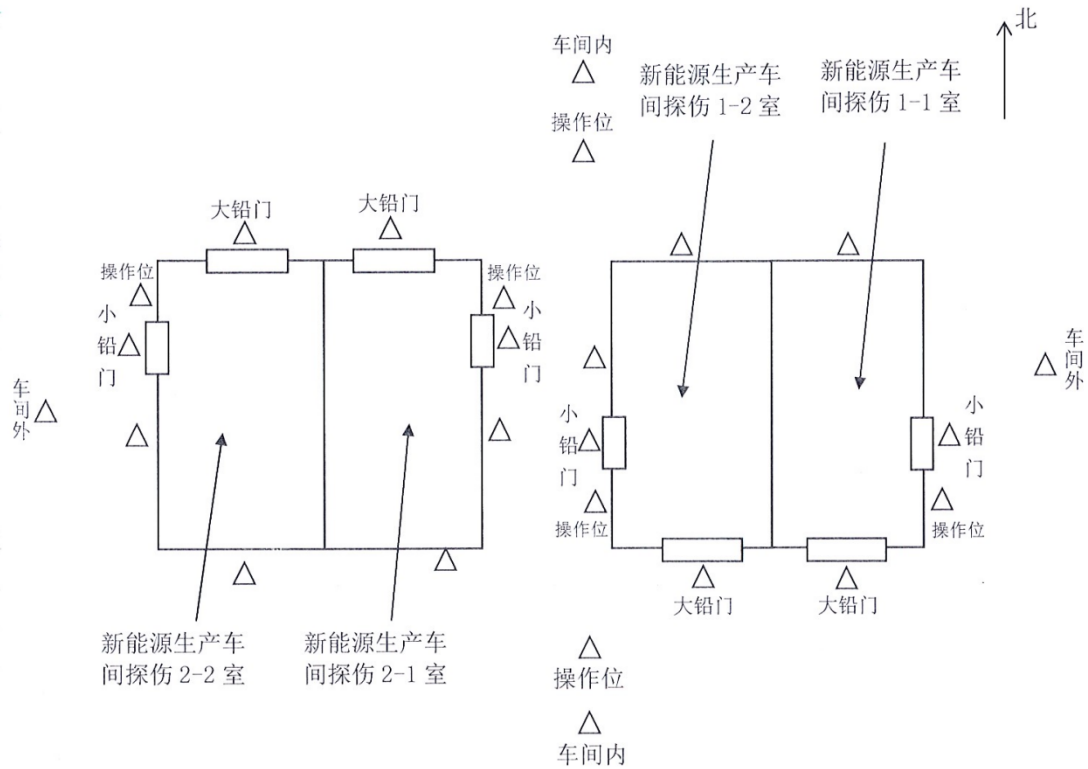 北
车间内
新能源生产车
间探伤 1-2 室
新能源生产车
间探伤 1-1 室
操作位
大铅门
大铅门
操作位
小
铅
门
操作位
小
铅
门
车
间
外
车
间
外
小
铅
门
操作位
小
铅
门
操作位
大铅门
大铅门
新能源生产车
间探伤 2-2 室
新能源生产车
间探伤 2-1 室
操作位
车间内